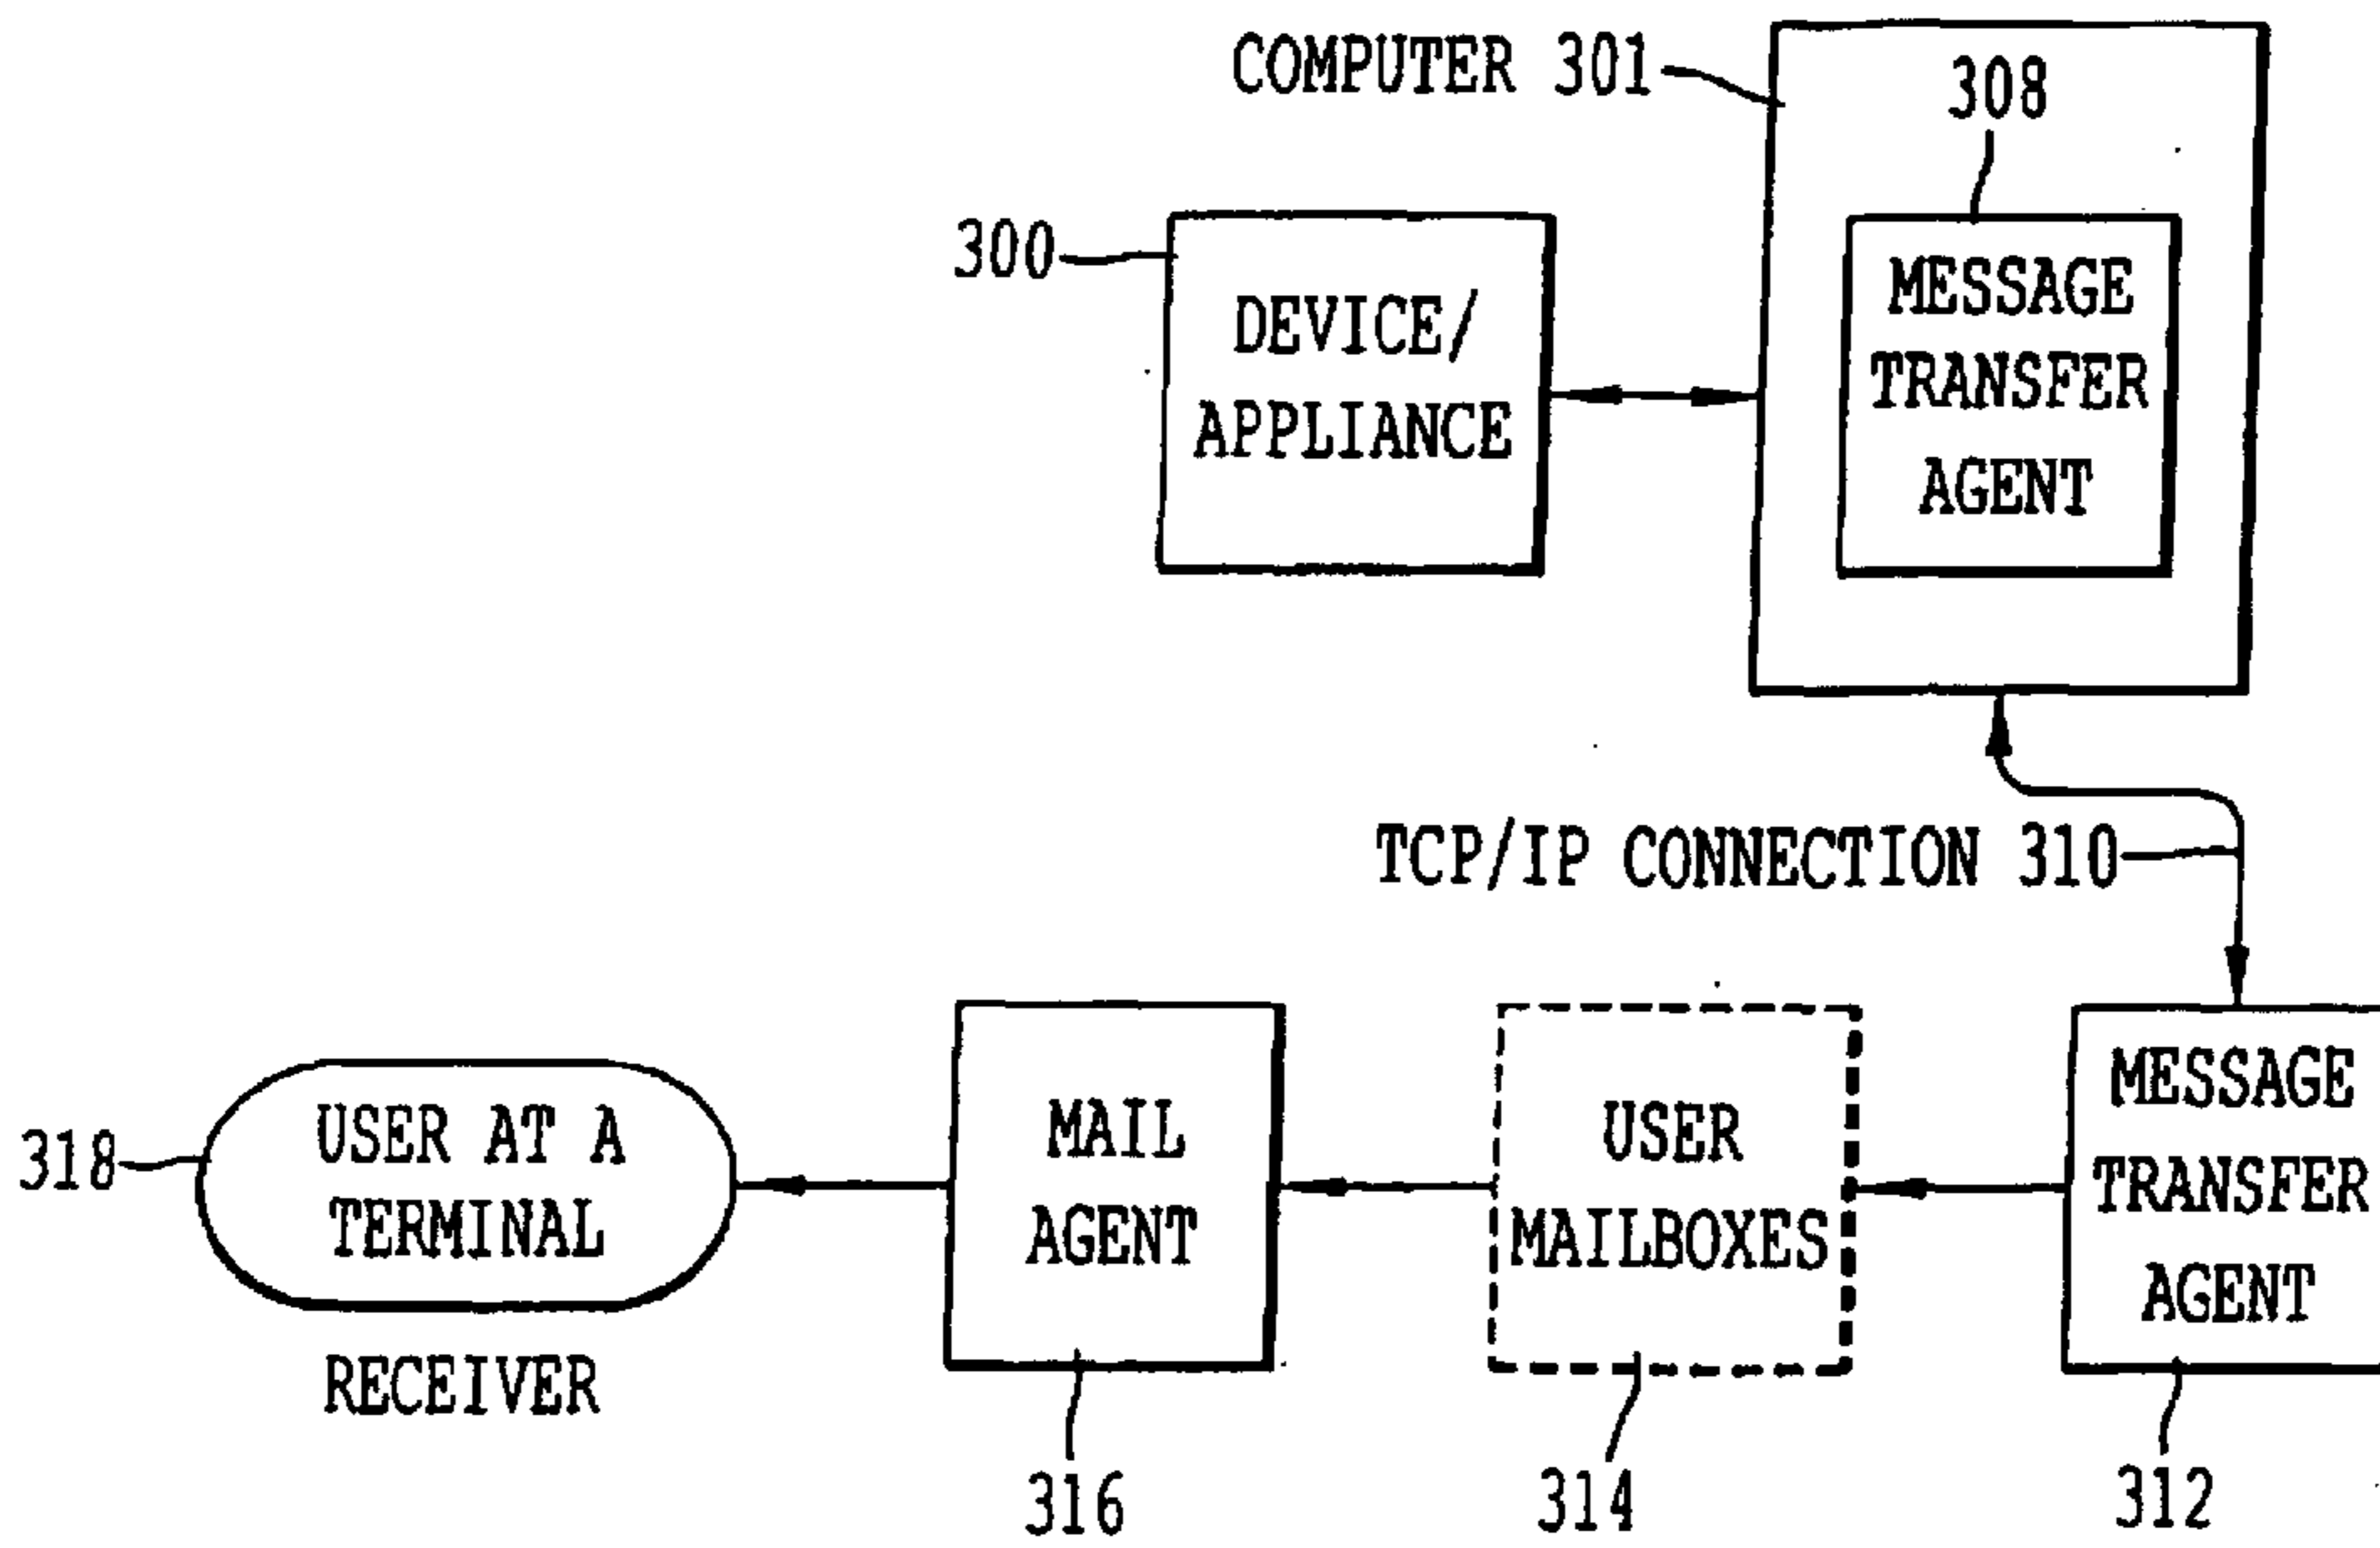 COMPUTER 301
308
300
DEVICE/
APPLIANCE
MESSAGE
TRANSFER
AGENT
TCP/IP CONNECTION 310
318
USER AT A
TERMINAL
RECEIVER
MAIL
AGENT
316
USER
MAILBOXES
314
MESSAGE
TRANSFER
AGENT
312